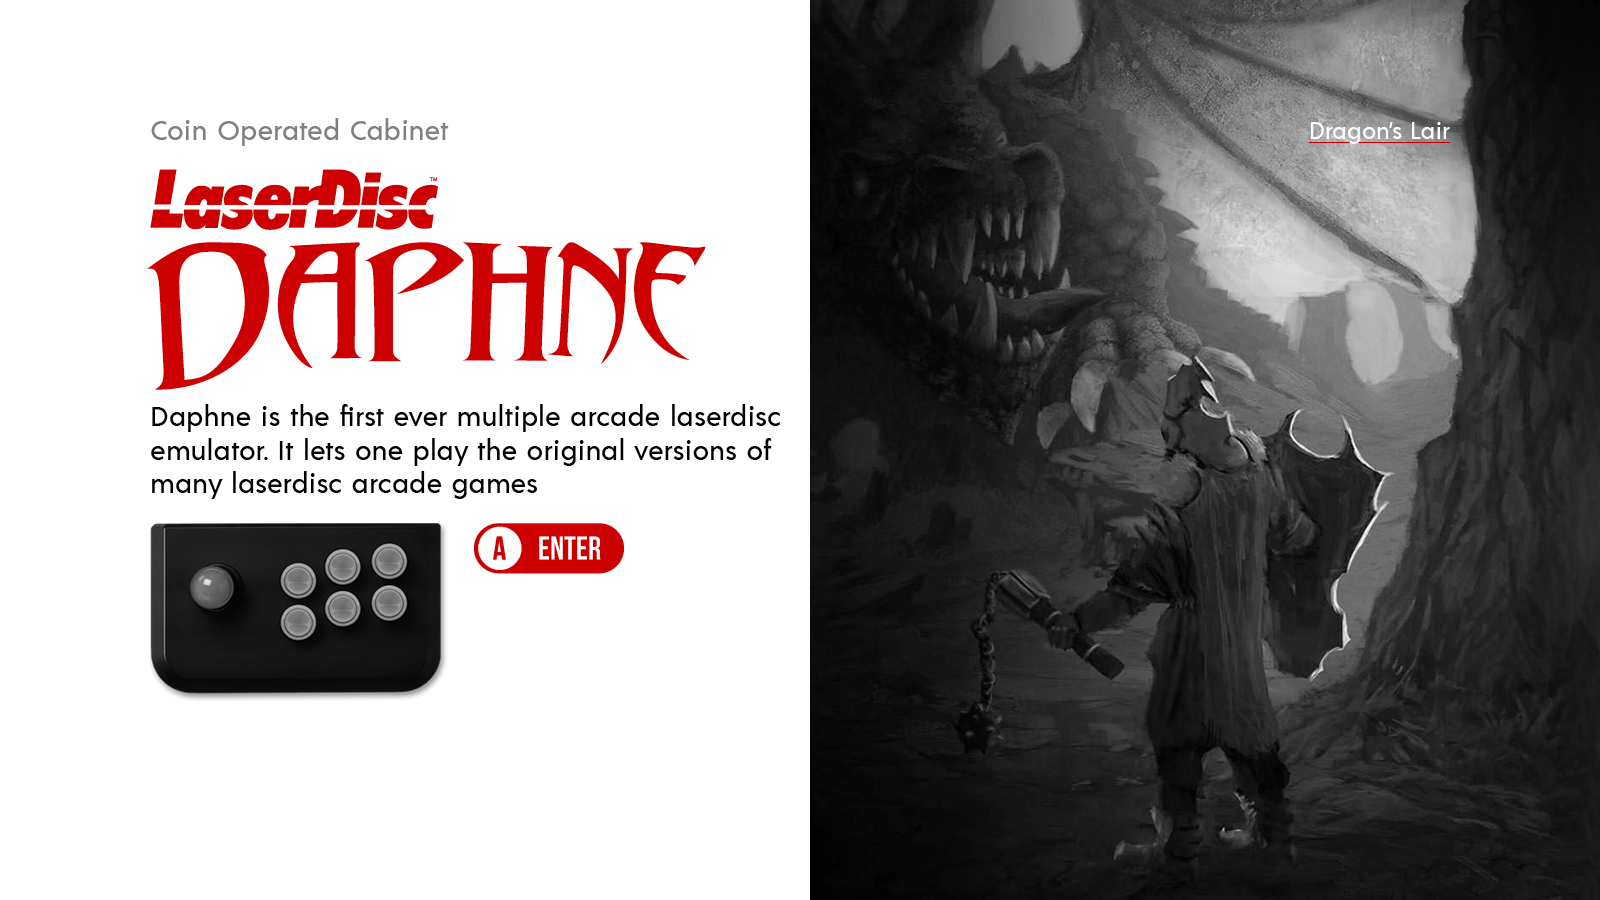 Coin Operated Cabinet
LaserDisc™
DAPHNE
Daphne is the first ever multiple arcade laserdisc
emulator. It lets one play the original versions of
many laserdisc arcade games
A ENTER
Dragon's Lair